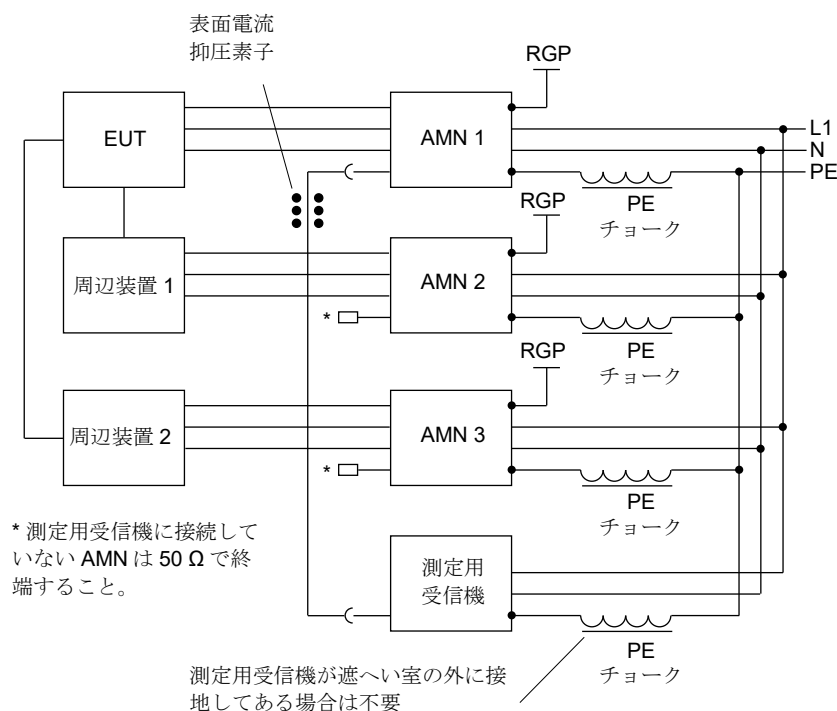 表面電流
抑圧素子
RGP
EUT
AMN 1
L1
N
PE
PE
チョーク
RGP
周辺装置 1
AMN 2
*
PE
チョーク
RGP
周辺装置 2
AMN 3
*
PE
チョーク
* 測定用受信機に接続して
いない AMN は 50 Ω で終
端すること。
測定用
受信機
PE
チョーク
測定用受信機が遮へい室の外に接
地してある場合は不要